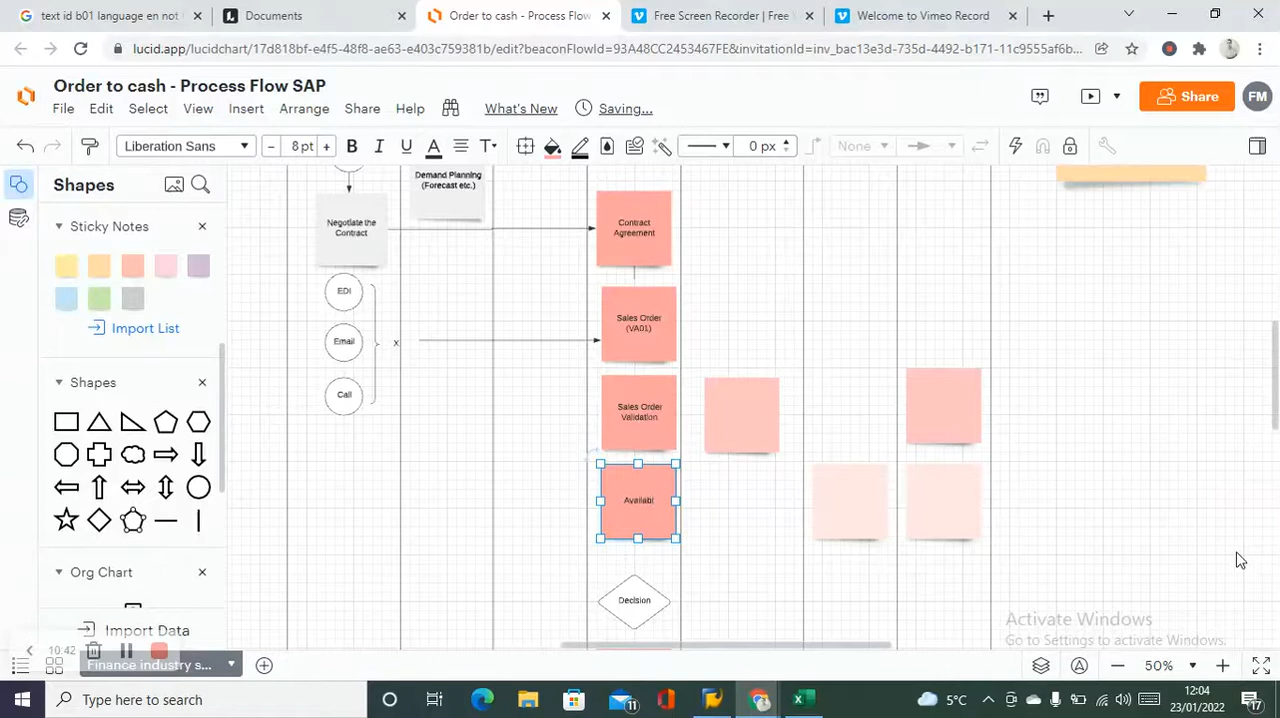 text id b01 language en not
Documents
Order to cash - Process Flow
Free Screen Recorder | Free
Welcome to Vimeo Record
lucid.app/lucidchart/17d818bf-e4f5-48f8-ae63-e403c759381b/edit?beaconFlowId=93A48CC2453467FE&invitationId=inv_bac13e3d-735d-4492-b171-11c9555af6b...
Order to cash - Process Flow SAP
File Edit Select View Insert Arrange Share Help What's New Saving...
Share FM
Liberation Sans - 8 pt + B I U A T 0 px None
Shapes
Sticky Notes
Import List
Shapes
Org Chart
Import Data
Demand Planning
(Forecast etc.)
Negotiate the
Contract
Contract
Agreement
EDI
Email
X
Call
Sales Order
(VA01)
Sales Order
Validation
Availabl
Decision
Activate Windows
Go to Settings to activate Windows.
10:42
Finance industry s...
50%
Type here to search
11
5°C
12:04
23/01/2022
17